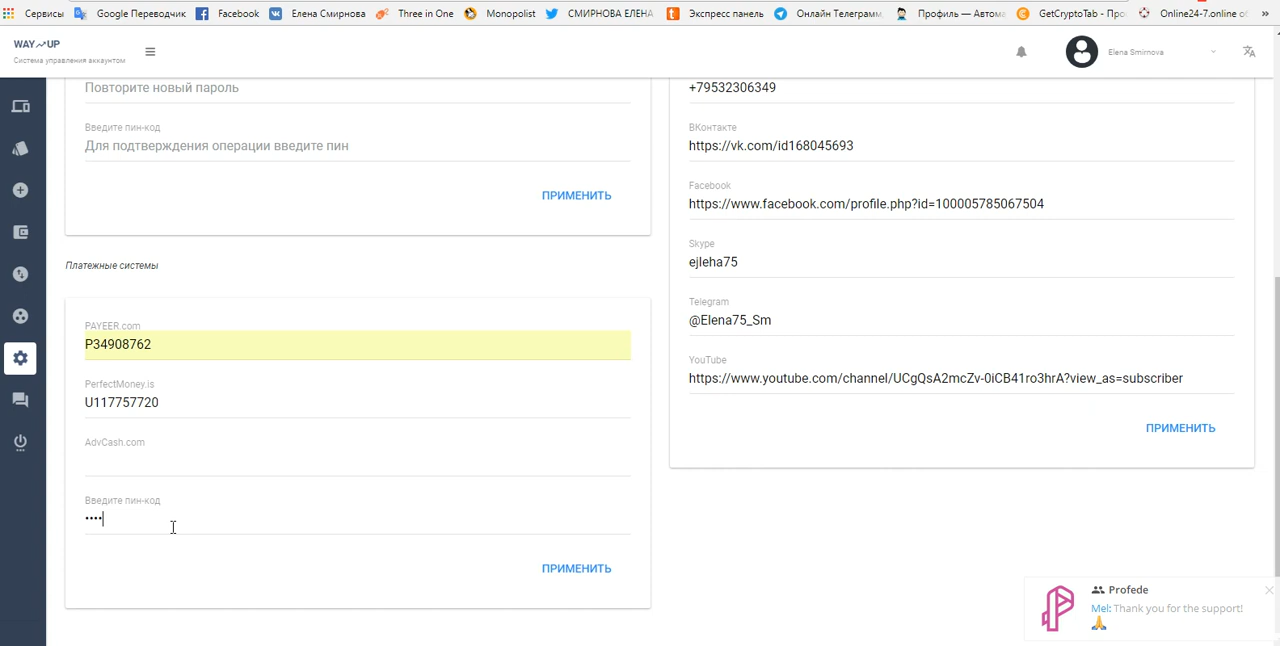 Сервисы Google Переводчик Facebook Елена Смирнова Three in One Monopolist СМИРНОВА ЕЛЕНА Экспресс панель Онлайн Телеграмм Профиль — Автома GetCryptoTab - Про Online24-7.online о »
WAY UP
Система управления аккаунтом
Elena Smirnova
Повторите новый пароль
Введите пин-код
Для подтверждения операции введите пин
ПРИМЕНИТЬ
Платежные системы
PAYEER.com
P34908762
PerfectMoney.is
U117757720
AdvCash.com
Введите пин-код
••••
ПРИМЕНИТЬ
+79532306349
ВКонтакте
https://vk.com/id168045693
Facebook
https://www.facebook.com/profile.php?id=100005785067504
Skype
ejleha75
Telegram
@Elena75_Sm
YouTube
https://www.youtube.com/channel/UCgQsA2mcZv-0iCB41ro3hrA?view_as=subscriber
ПРИМЕНИТЬ
Profede
Mel: Thank you for the support!
🙏